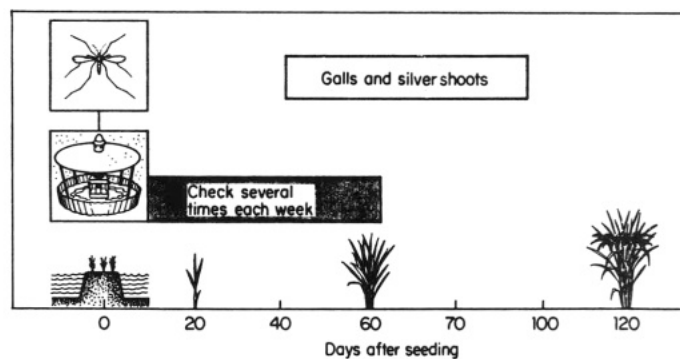 Galls and silver shoots
Check several
times each week
0 20 40 60 70 100 120
Days after seeding